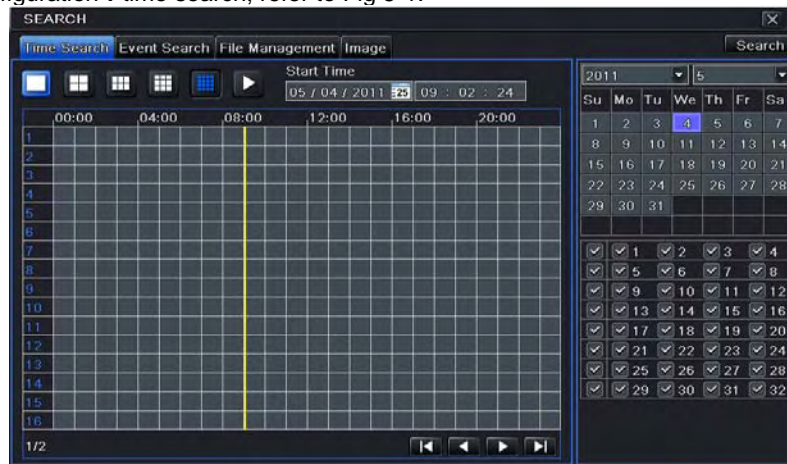 SEARCH
Time Search Event Search File Management Image Search
Start Time
05 / 04 / 2011 25 09 : 02 : 24
00:00 04:00 08:00 12:00 16:00 20:00
1
2
3
4
5
6
7
8
9
10
11
12
13
14
15
16
1/2
2011 5
Su Mo Tu We Th Fr Sa
1 2 3 4 5 6 7
8 9 10 11 12 13 14
15 16 17 18 19 20 21
22 23 24 25 26 27 28
29 30 31
1 2 3 4
5 6 7 8
9 10 11 12
13 14 15 16
17 18 19 20
21 22 23 24
25 26 27 28
29 30 31 32